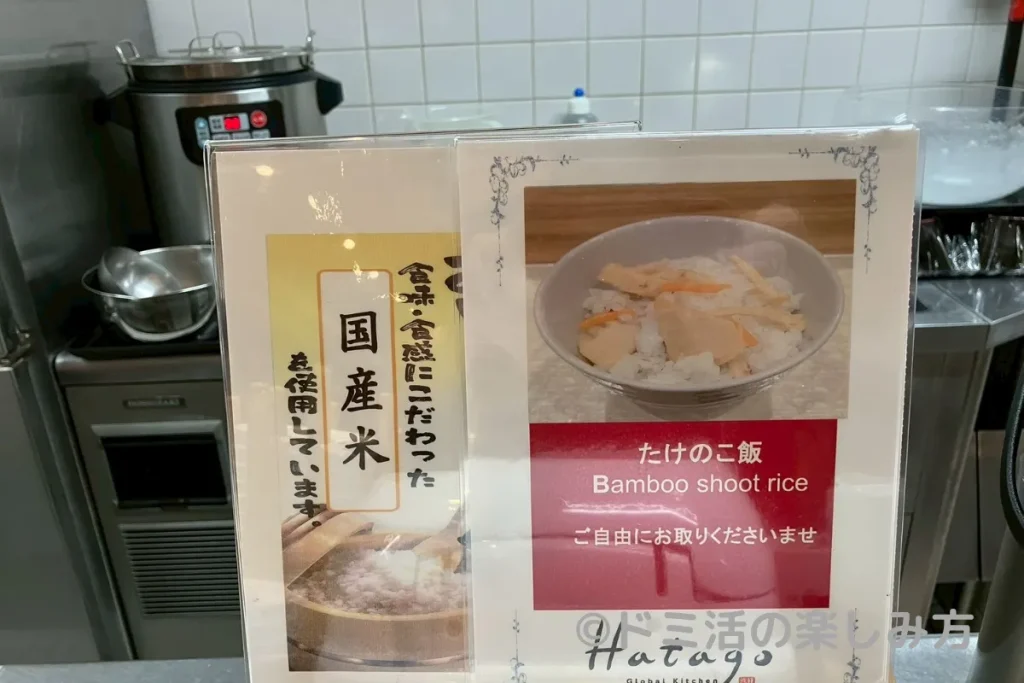 食味・食感にこだわった
国産米
を使用しています。
たけのこ飯
Bamboo shoot rice
ご自由にお取りくださいませ
©ドミ活の楽しみ方
Hatago
Global Kitchen